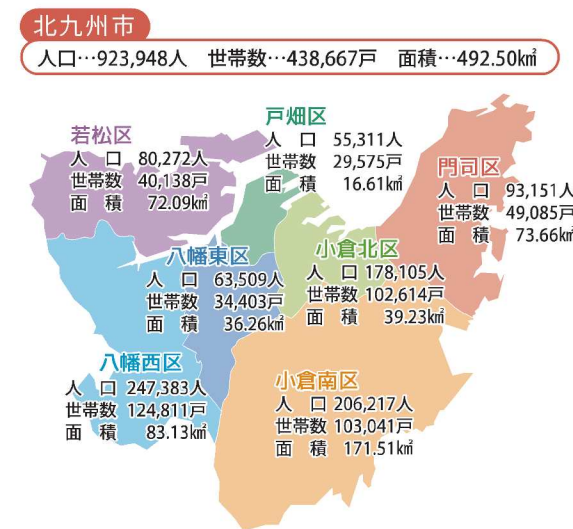 北九州市
人口…923,948人 世帯数…438,667戸 面積…492.50㎢
若松区
人 口 80,272人
世帯数 40,138戸
面 積 72.09㎢
戸畑区
人 口 55,311人
世帯数 29,575戸
面 積 16.61㎢
門司区
人 口 93,151人
世帯数 49,085戸
面 積 73.66㎢
八幡東区
人 口 63,509人
世帯数 34,403戸
面 積 36.26㎢
小倉北区
人 口 178,105人
世帯数 102,614戸
面 積 39.23㎢
八幡西区
人 口 247,383人
世帯数 124,811戸
面 積 83.13㎢
小倉南区
人 口 206,217人
世帯数 103,041戸
面 積 171.51㎢